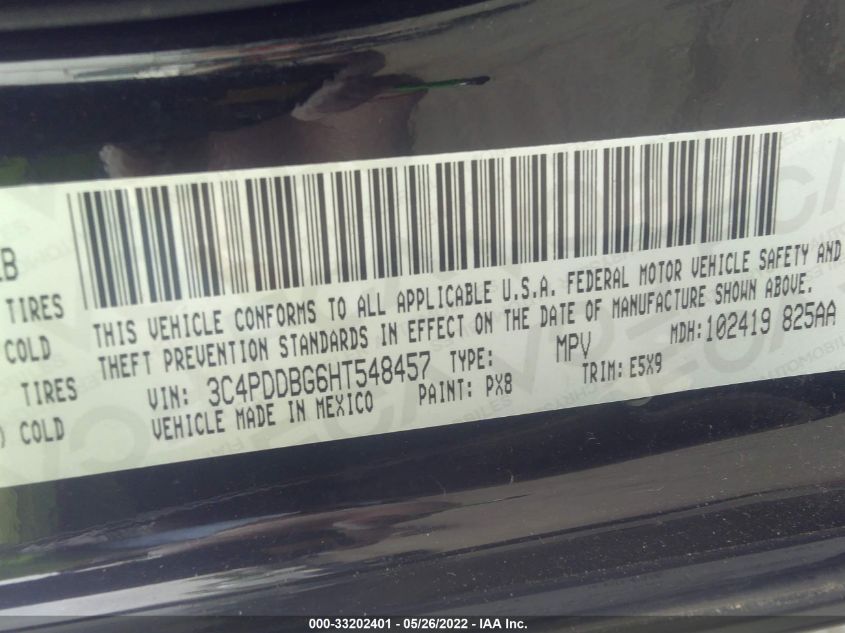 LB
TIRES
COLD
TIRES
) COLD
THIS VEHICLE CONFORMS TO ALL APPLICABLE U.S.A. FEDERAL MOTOR VEHICLE SAFETY AND
THEFT PREVENTION STANDARDS IN EFFECT ON THE DATE OF MANUFACTURE SHOWN ABOVE.
VIN: 3C4PDDBG6HT548457 TYPE: MPV MDH:102419 825AA
VEHICLE MADE IN MEXICO PAINT: PX8 TRIM: E5X9
000-33202401 - 05/26/2022 - IAA Inc.